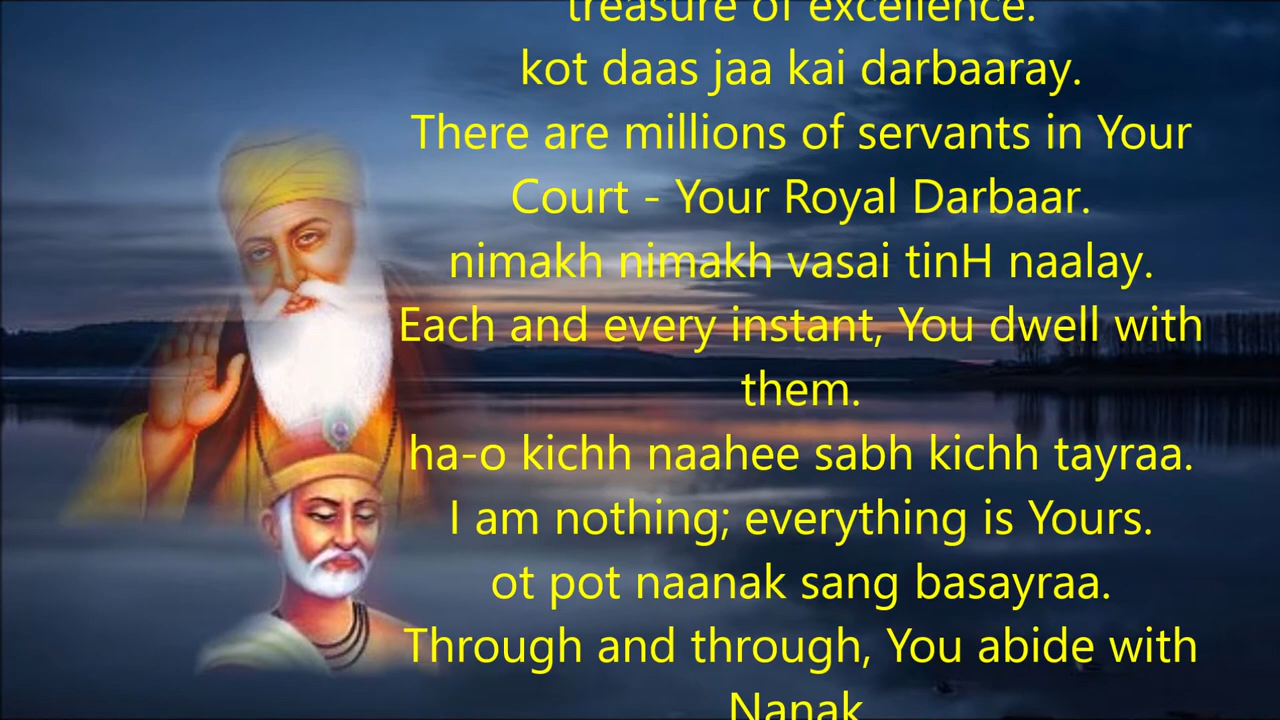 treasure of excellence.
kot daas jaa kai darbaaray.
There are millions of servants in Your
Court - Your Royal Darbaar.
nimakh nimakh vasai tinH naalay.
Each and every instant, You dwell with
them.
ha-o kichh naahee sabh kichh tayraa.
I am nothing; everything is Yours.
ot pot naanak sang basayraa.
Through and through, You abide with
Nanak